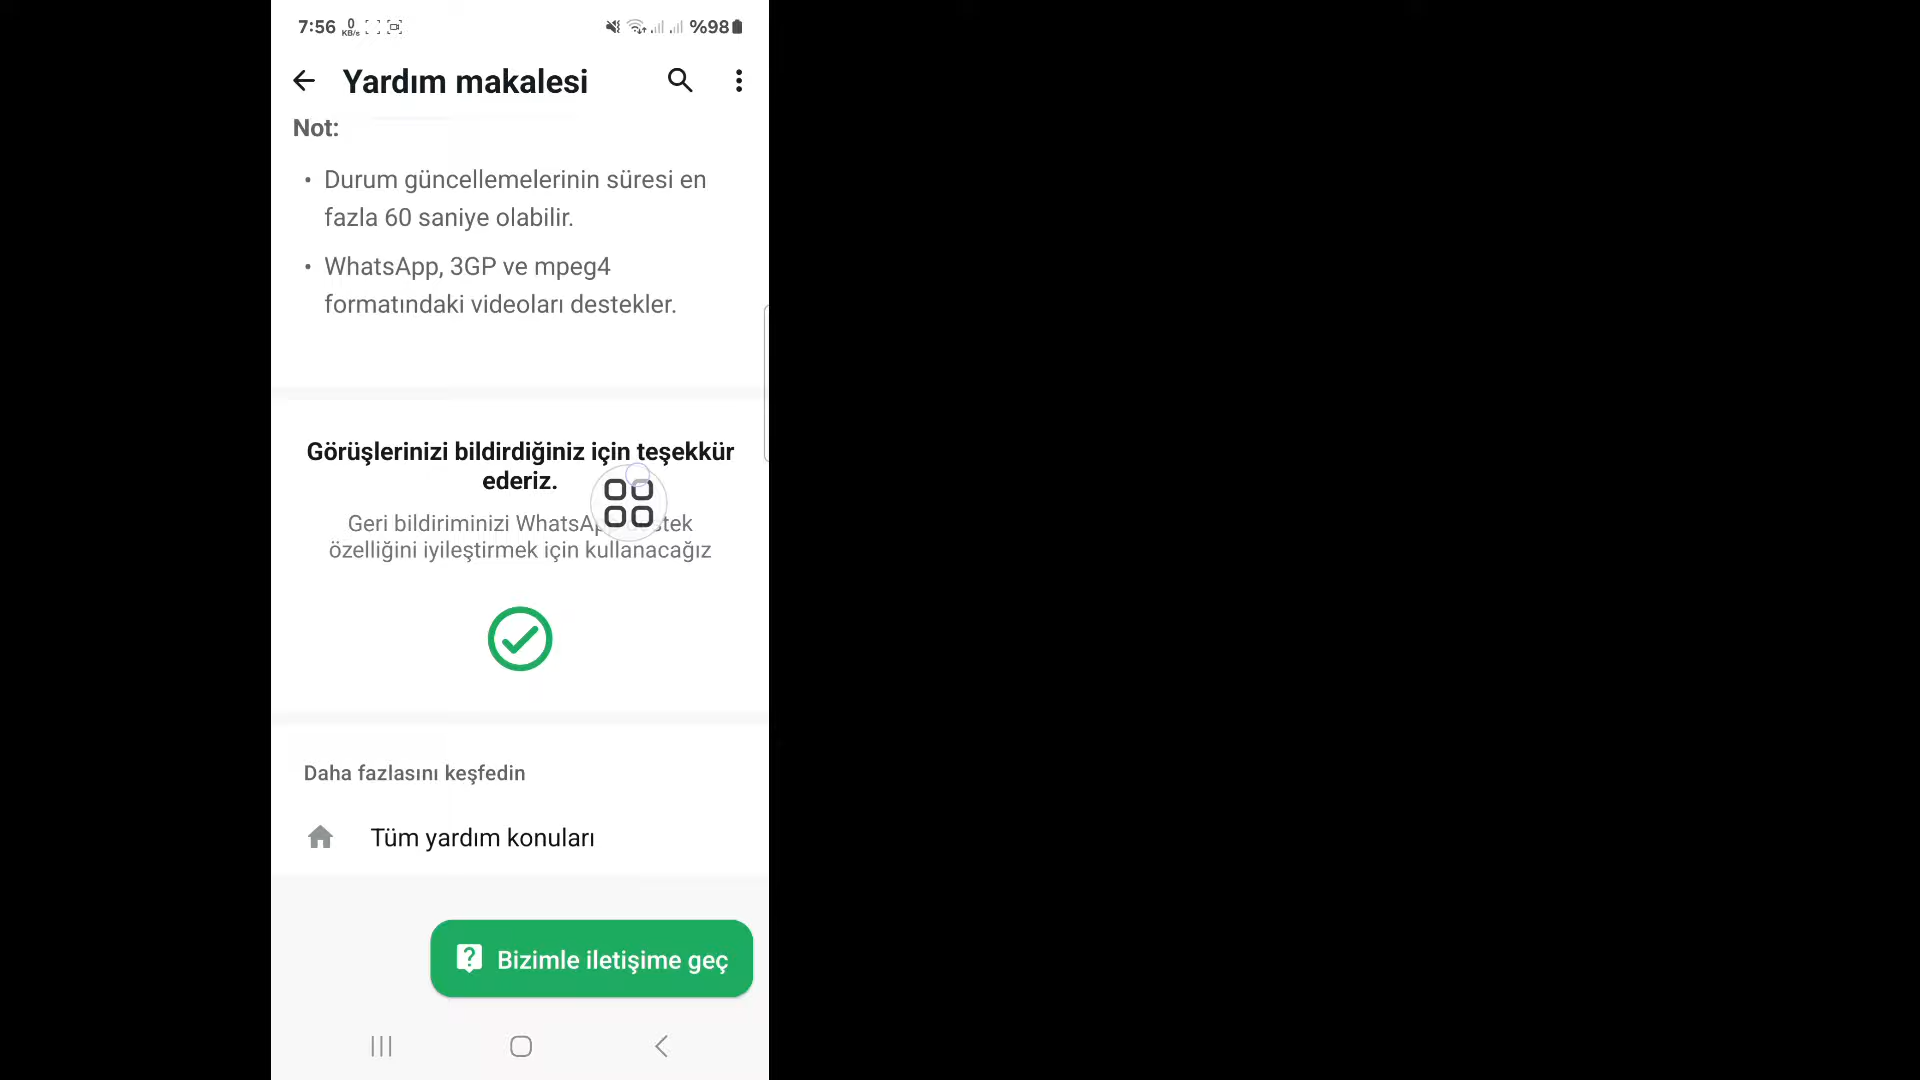 7:56 0 KB/s %98
Yardım makalesi
Not:
• Durum güncellemelerinin süresi en
fazla 60 saniye olabilir.
• WhatsApp, 3GP ve mpeg4
formatındaki videoları destekler.
Görüşlerinizi bildirdiğiniz için teşekkür
ederiz.
Geri bildiriminizi
özelliğini iyileştirmek için kullanacağız
Daha fazlasını keşfedin
Tüm yardım konuları
Bizimle iletişime geç